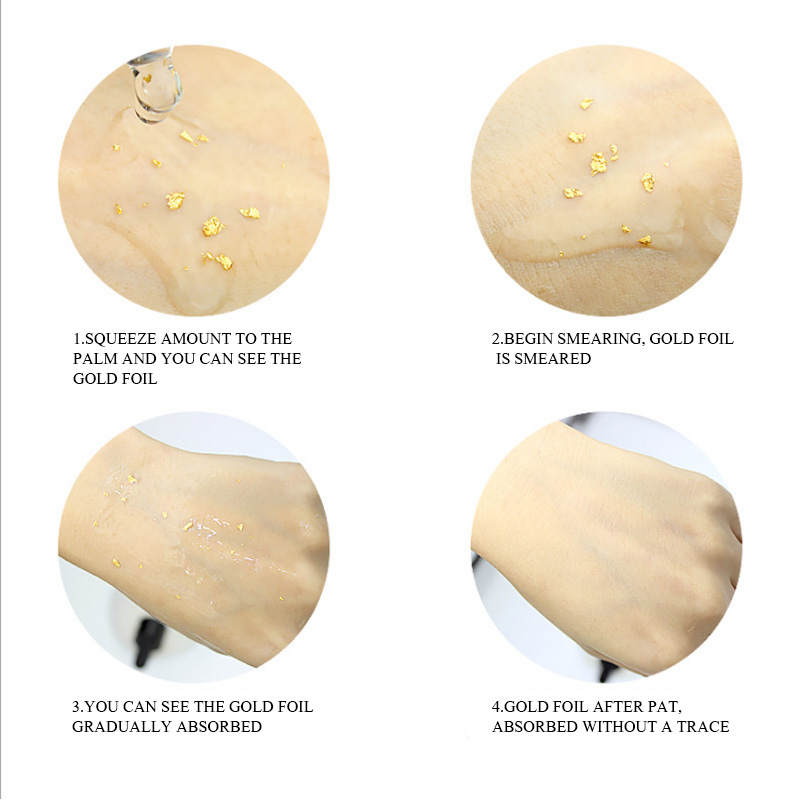 1.SQUEEZE AMOUNT TO THE
PALM AND YOU CAN SEE THE
GOLD FOIL
2.BEGIN SMEARING, GOLD FOIL
IS SMEARED
3.YOU CAN SEE THE GOLD FOIL
GRADUALLY ABSORBED
4.GOLD FOIL AFTER PAT,
ABSORBED WITHOUT A TRACE